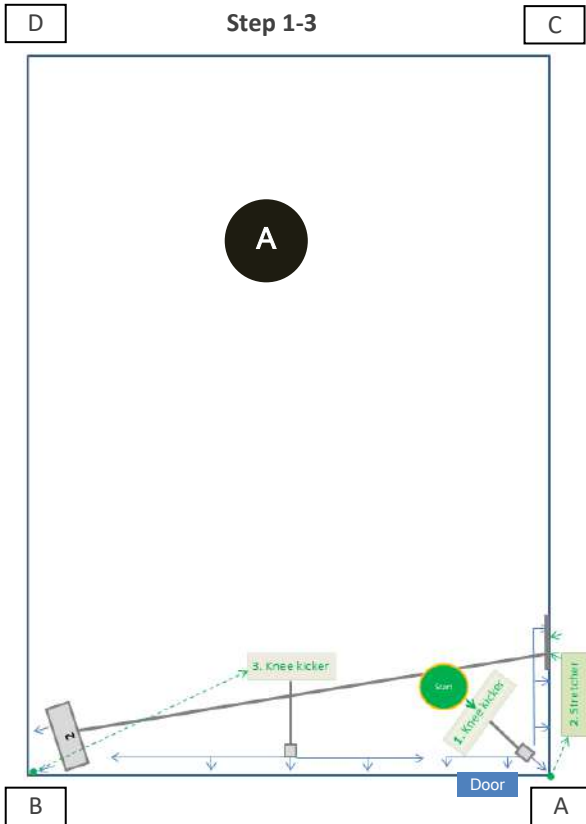 D
Step 1-3
C
A
3. Knee kicker
Start
1. Knee kicker
2. Stretcher
2
Door
B
A